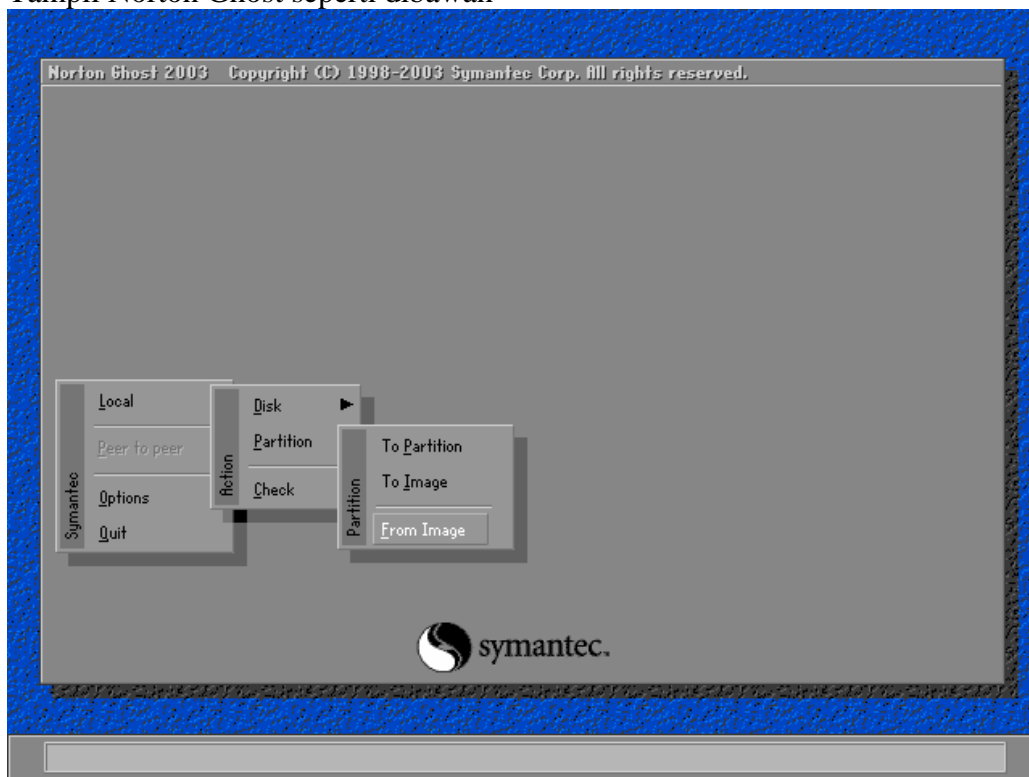 Tampil Norton Ghost seperti dibawah
Norton Ghost 2003 Copyright (C) 1998-2003 Symantec Corp. All rights reserved.
Symantec
Local
Peer to peer
Options
Quit
Action
Disk
Partition
Check
Partition
To Partition
To Image
From Image
symantec.